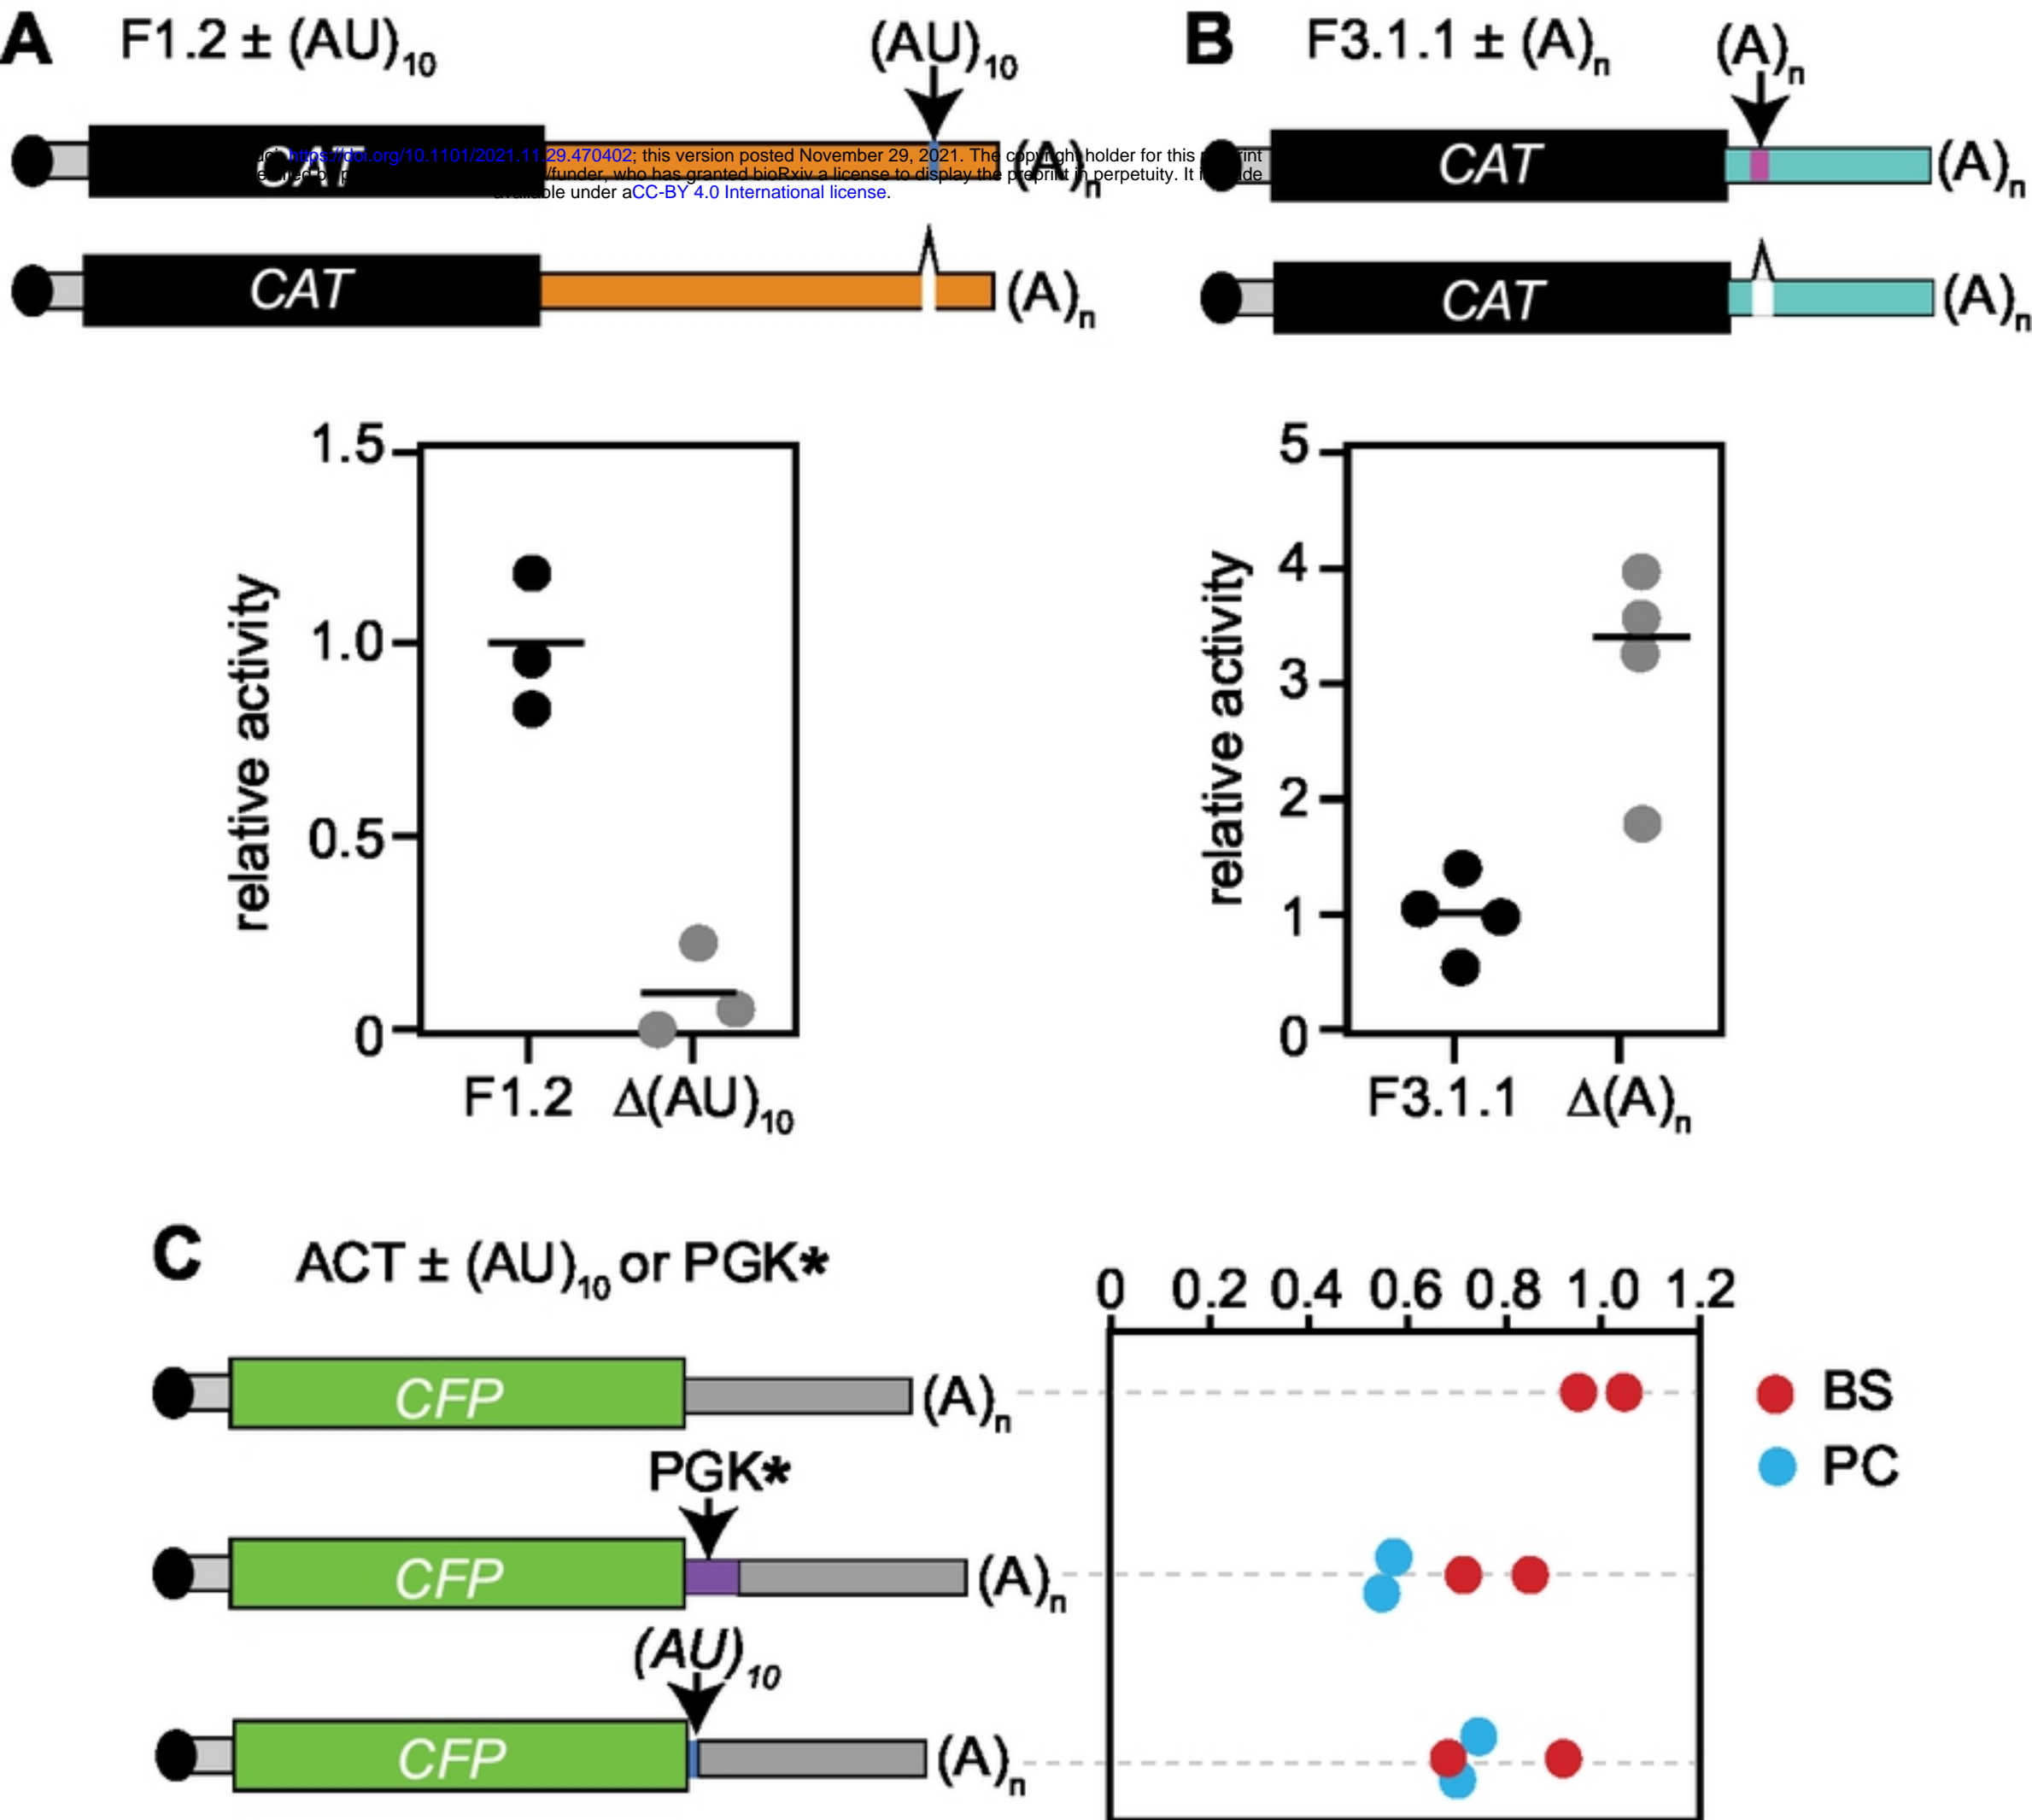 A F1.2 ± (AU)10 (AU)10
CAT (A)n
https://doi.org/10.1101/2021.11.29.470402; this version posted November 29, 2021. The copyright holder for this
/funder, who has granted bioRxiv a license to display the preprint in perpetuity. It
under aCC-BY 4.0 International license.
CAT (A)n
1.5
1.0
0.5
0
relative activity
F1.2 Δ(AU)10
B F3.1.1 ± (A)n (A)n
CAT (A)n
CAT (A)n
5
4
3
2
1
0
relative activity
F3.1.1 Δ(A)n
C ACT ± (AU)10 or PGK*
0 0.2 0.4 0.6 0.8 1.0 1.2
CFP (A)n
BS
PC
PGK*
CFP (A)n
(AU)10
CFP (A)n